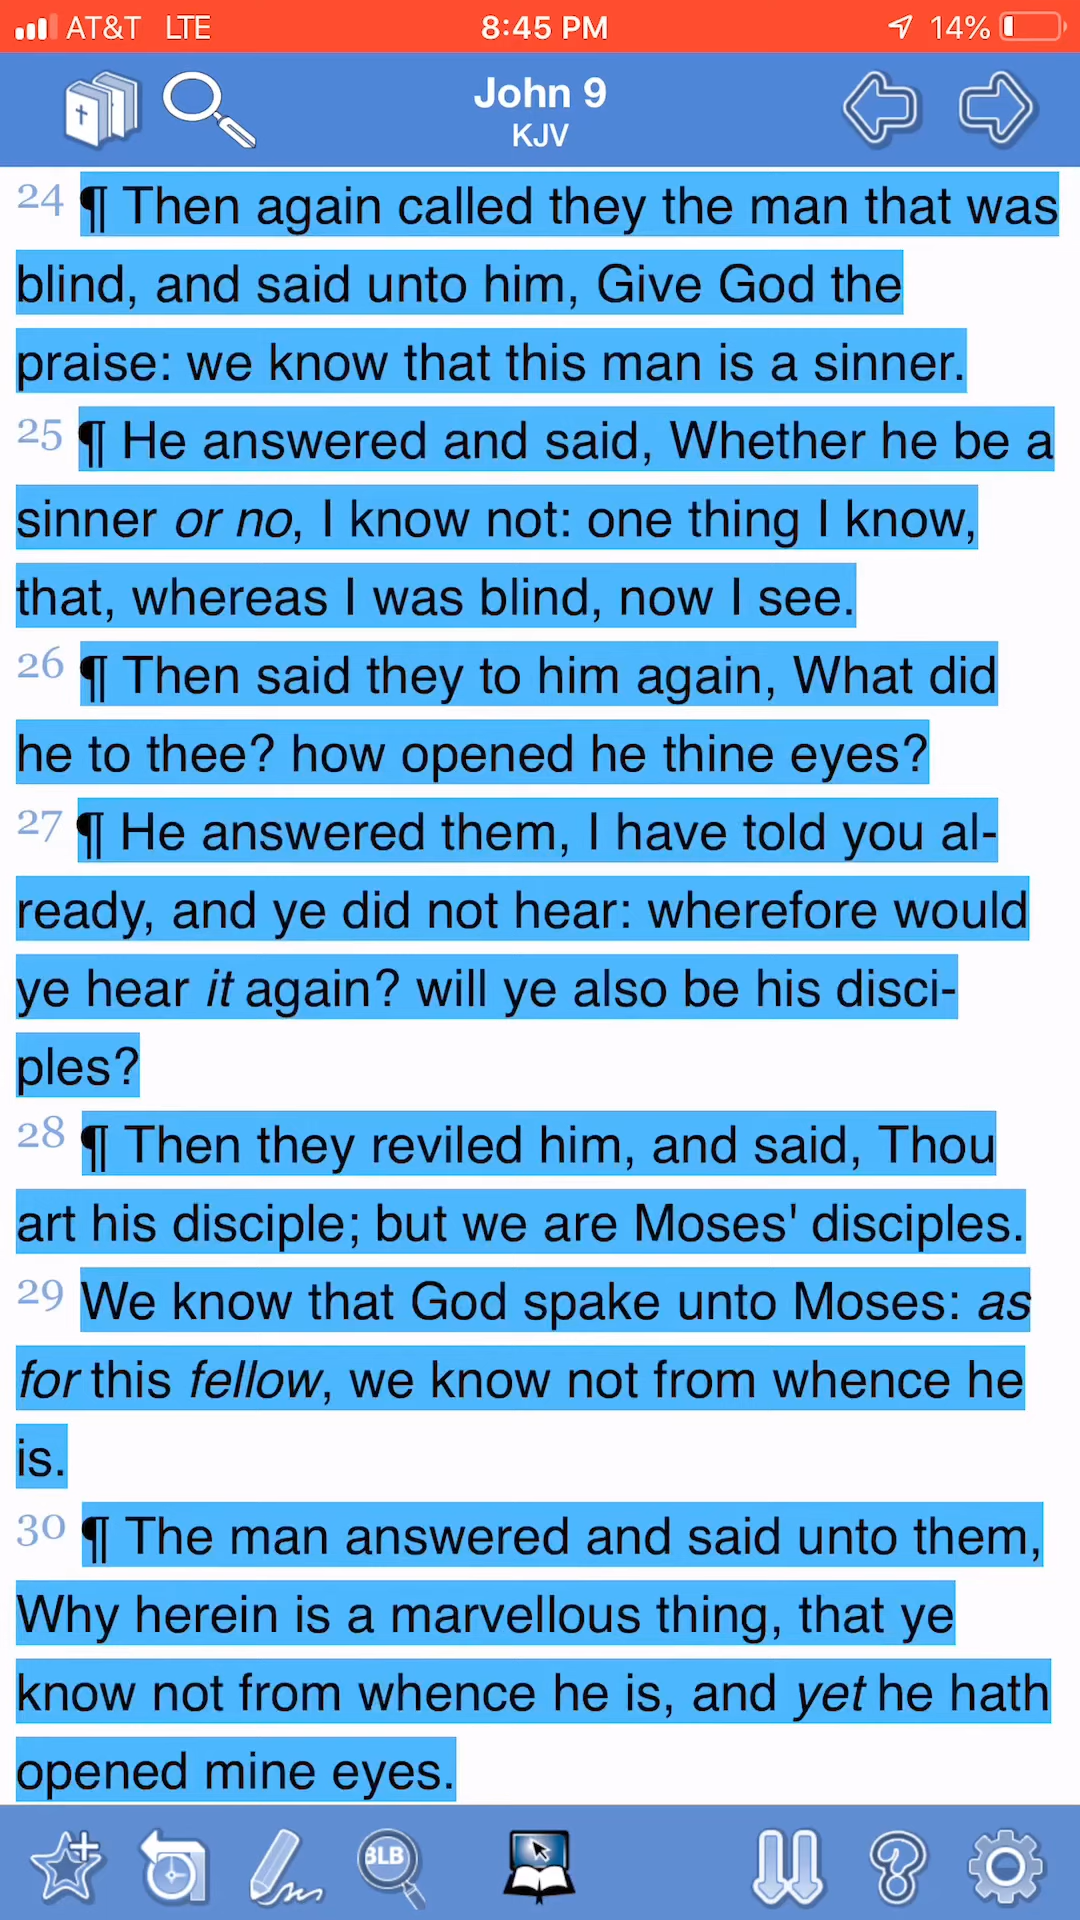 AT&T LTE 8:45 PM 14%
John 9
KJV
24 ¶ Then again called they the man that was
blind, and said unto him, Give God the
praise: we know that this man is a sinner.
25 ¶ He answered and said, Whether he be a
sinner or no, I know not: one thing I know,
that, whereas I was blind, now I see.
26 ¶ Then said they to him again, What did
he to thee? how opened he thine eyes?
27 ¶ He answered them, I have told you al-
ready, and ye did not hear: wherefore would
ye hear it again? will ye also be his disci-
ples?
28 ¶ Then they reviled him, and said, Thou
art his disciple; but we are Moses' disciples.
29 We know that God spake unto Moses: as
for this fellow, we know not from whence he
is.
30 ¶ The man answered and said unto them,
Why herein is a marvellous thing, that ye
know not from whence he is, and yet he hath
opened mine eyes.
BLB